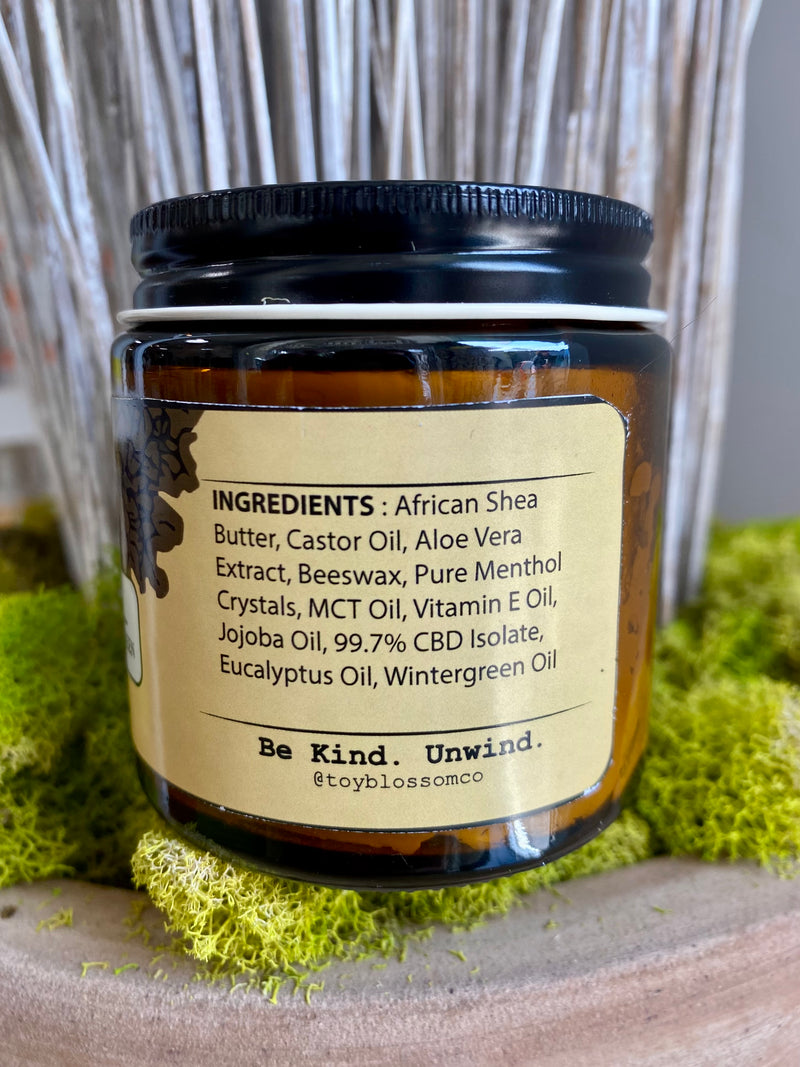 INGREDIENTS : African Shea
Butter, Castor Oil, Aloe Vera
Extract, Beeswax, Pure Menthol
Crystals, MCT Oil, Vitamin E Oil,
Jojoba Oil, 99.7% CBD Isolate,
Eucalyptus Oil, Wintergreen Oil
Be Kind. Unwind.
@toyblossomco